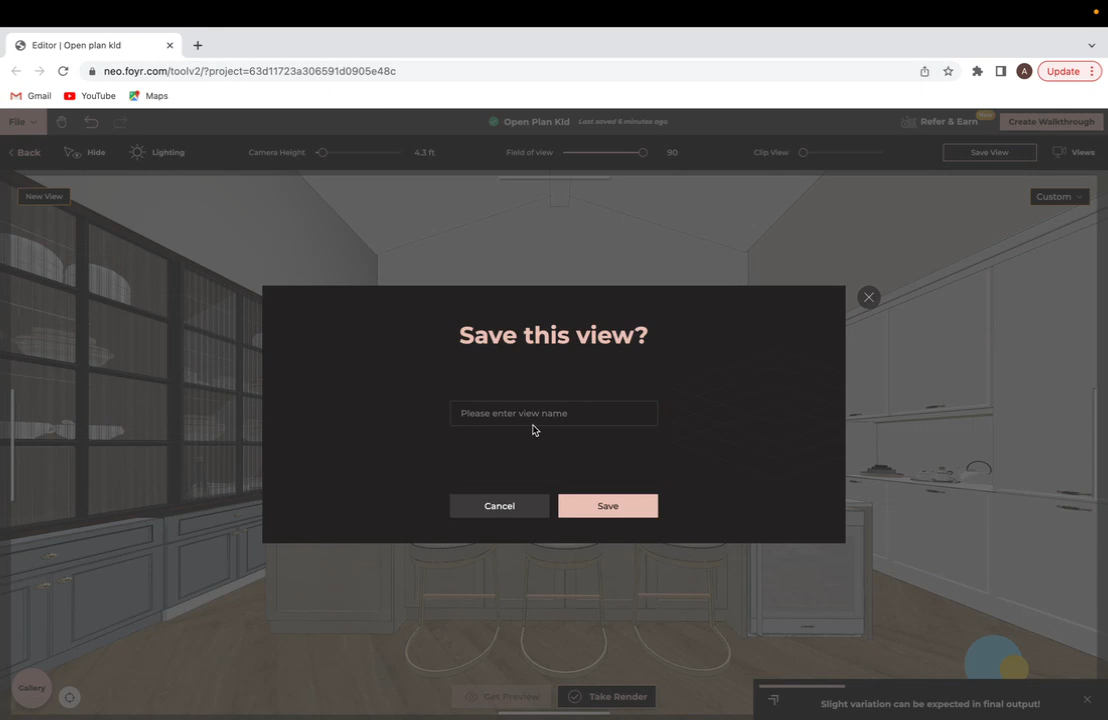 Editor | Open plan kld
neo.foyr.com/toolv2/?project=63d11723a306591d0905e48c
A
Update
Gmail
YouTube
Maps
File
Open Plan Kld
Last saved 6 minutes ago
Refer & Earn
New
Create Walkthrough
Back
Hide
Lighting
Camera Height
4.3 ft
Field of view
90
Clip View
Save View
Views
New View
Custom
Save this view?
Please enter view name
Cancel
Save
Gallery
Get Preview
Take Render
Slight variation can be expected in final output!